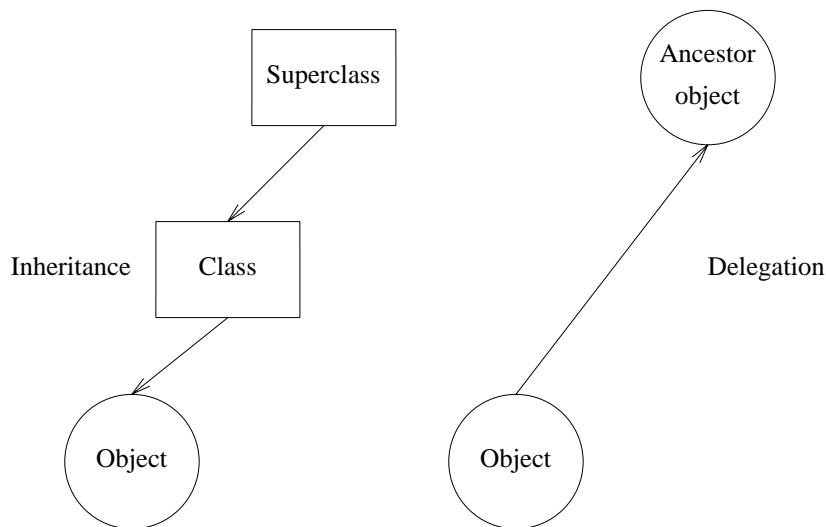 Superclass
Ancestor
object
Inheritance
Class
Delegation
Object
Object